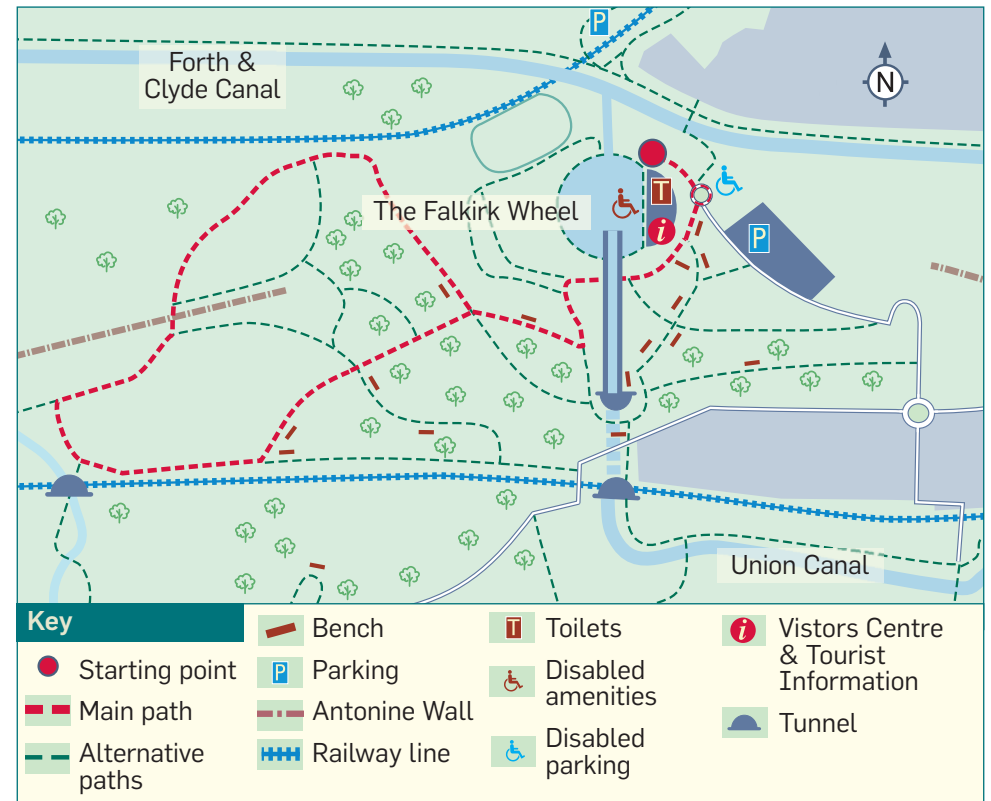 P
Forth &
Clyde Canal
N
The Falkirk Wheel
T
i
P
Union Canal
Key
Starting point
Main path
Alternative
paths
Bench
P Parking
Antonine Wall
Railway line
T Toilets
Disabled
amenities
Disabled
parking
i Vistors Centre
& Tourist
Information
Tunnel